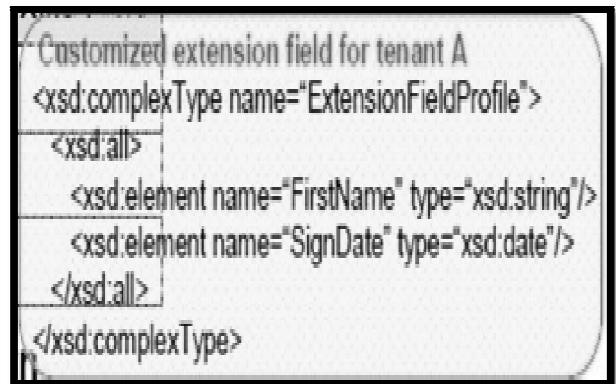 Customized extension field for tenant A
<xsd:complexType name="ExtensionFieldProfile">
<xsd:all>
<xsd:element name="FirstName" type="xsd:string"/>
<xsd:element name="SignDate" type="xsd:date"/>
</xsd:all>
</xsd:complexType>